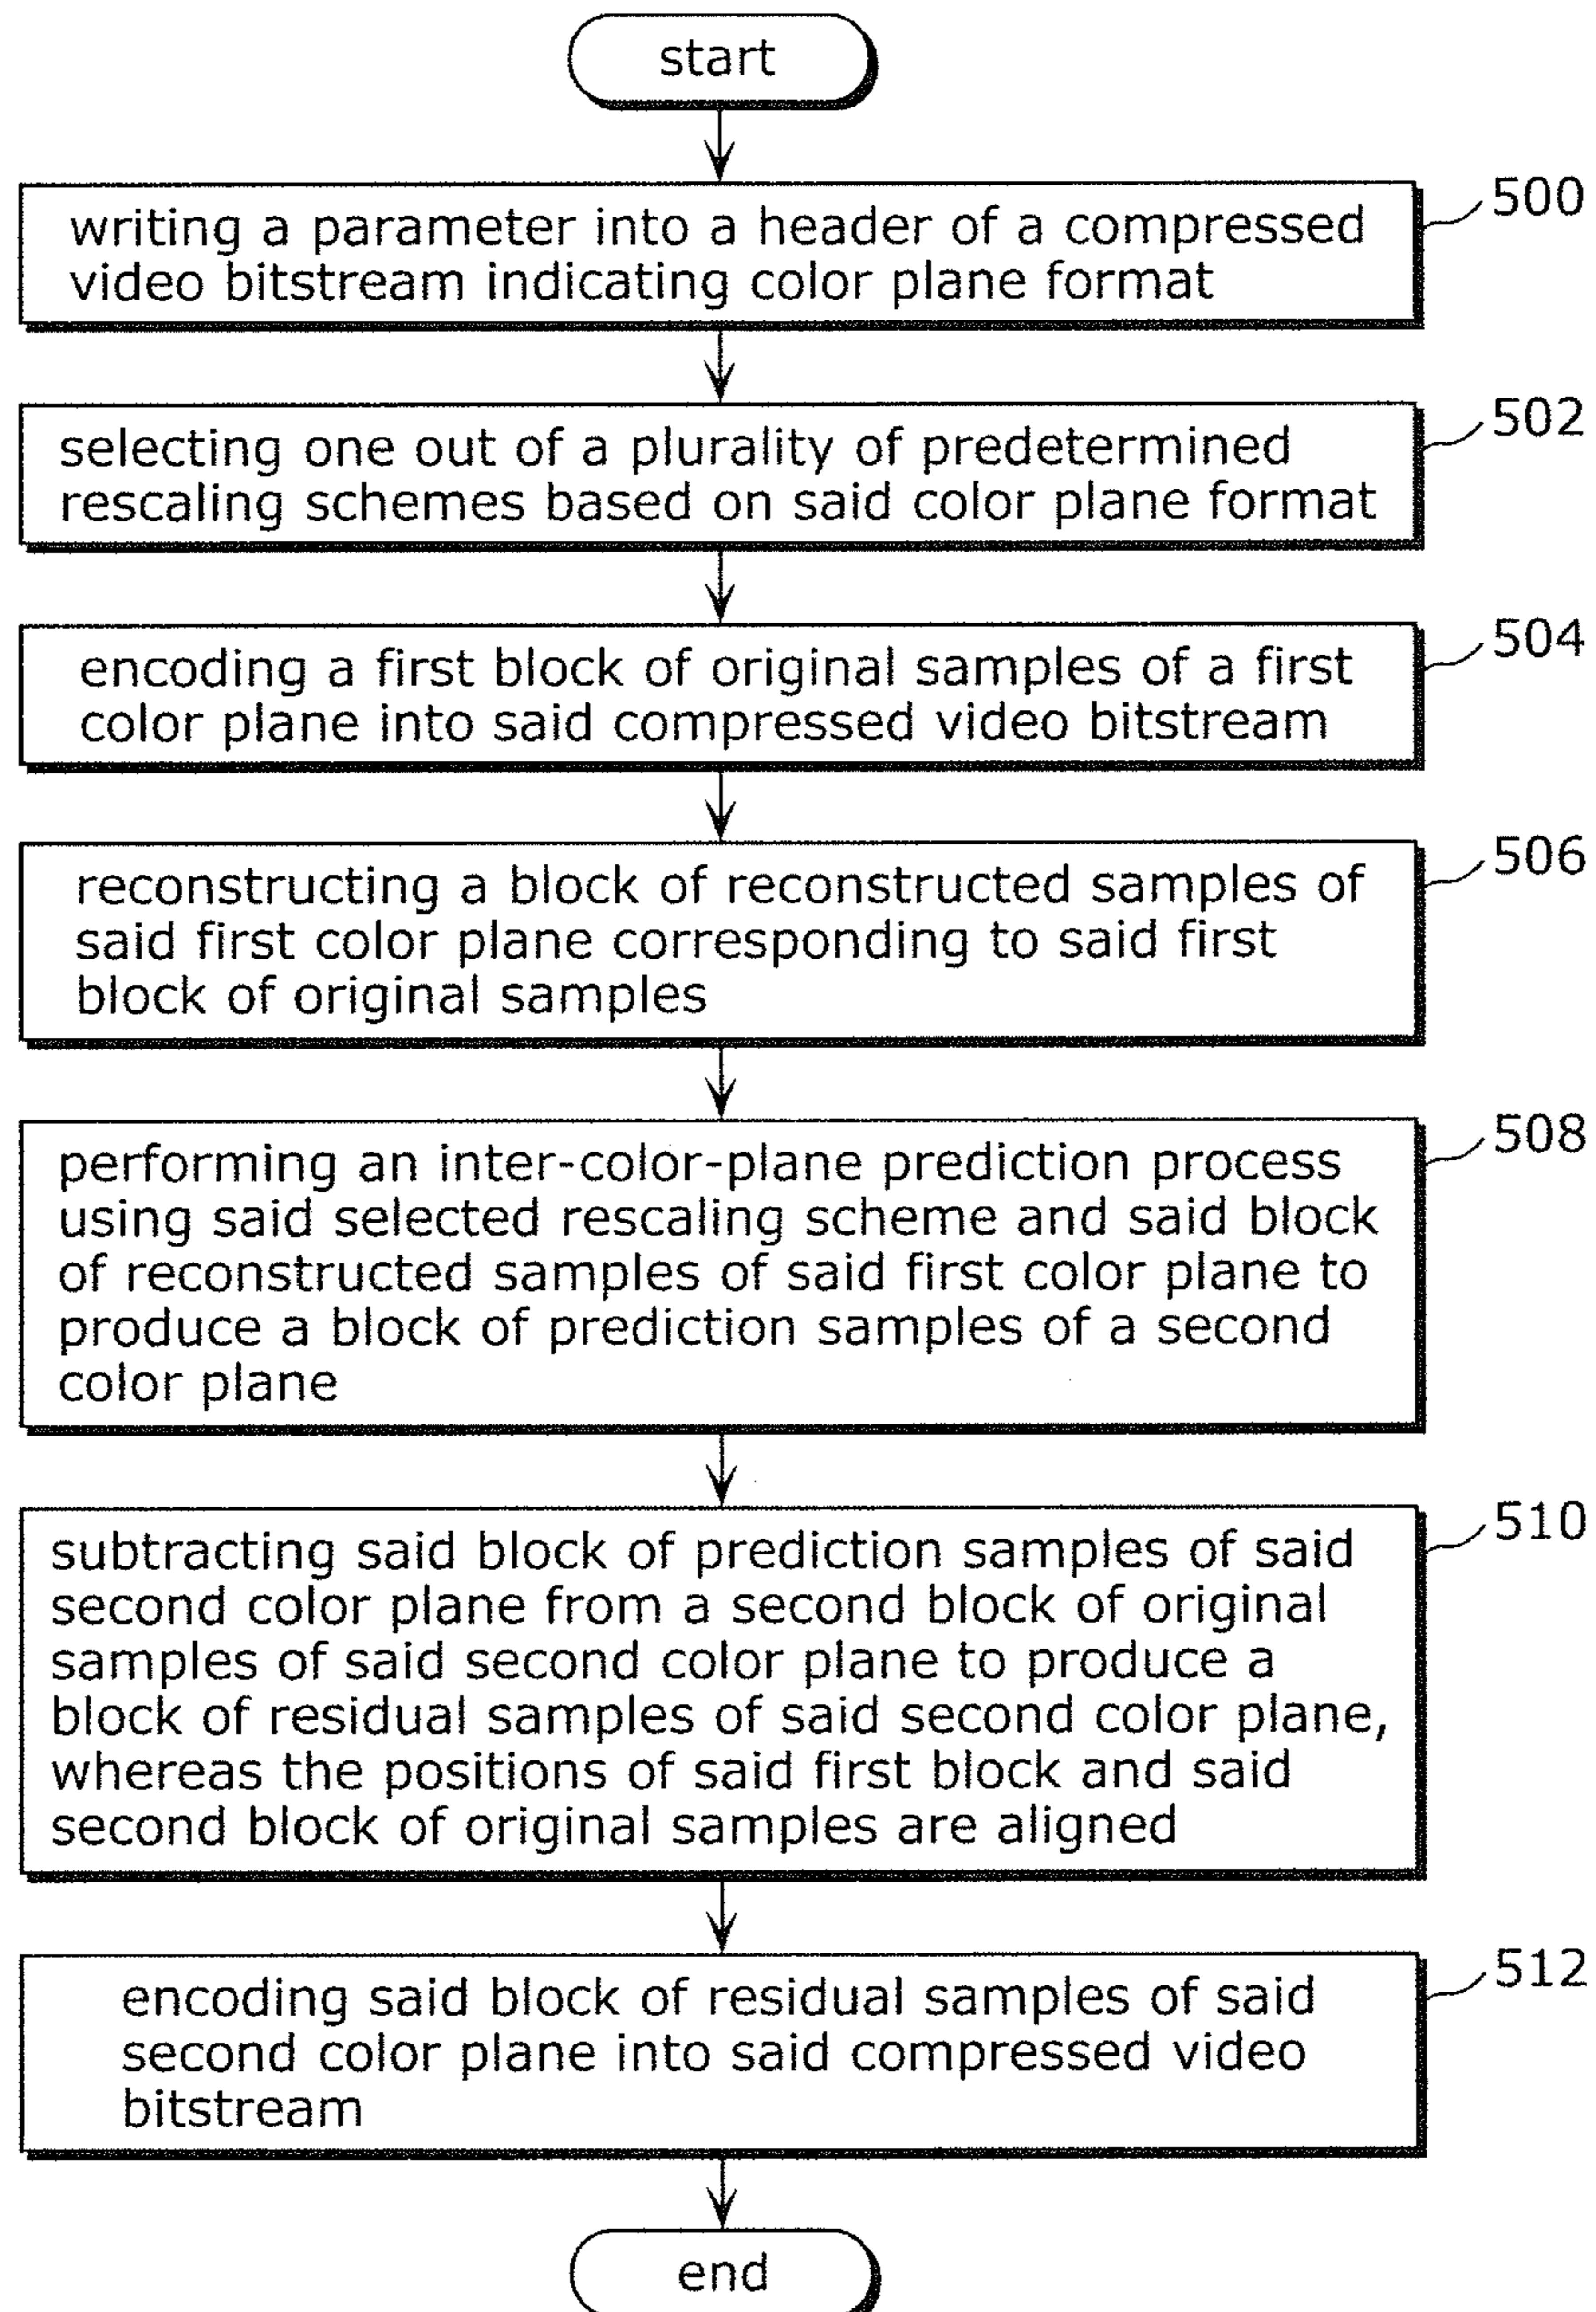 start
500
writing a parameter into a header of a compressed
video bitstream indicating color plane format
502
selecting one out of a plurality of predetermined
rescaling schemes based on said color plane format
504
encoding a first block of original samples of a first
color plane into said compressed video bitstream
506
reconstructing a block of reconstructed samples of
said first color plane corresponding to said first
block of original samples
508
performing an inter-color-plane prediction process
using said selected rescaling scheme and said block
of reconstructed samples of said first color plane to
produce a block of prediction samples of a second
color plane
510
subtracting said block of prediction samples of said
second color plane from a second block of original
samples of said second color plane to produce a
block of residual samples of said second color plane,
whereas the positions of said first block and said
second block of original samples are aligned
512
encoding said block of residual samples of said
second color plane into said compressed video
bitstream
end